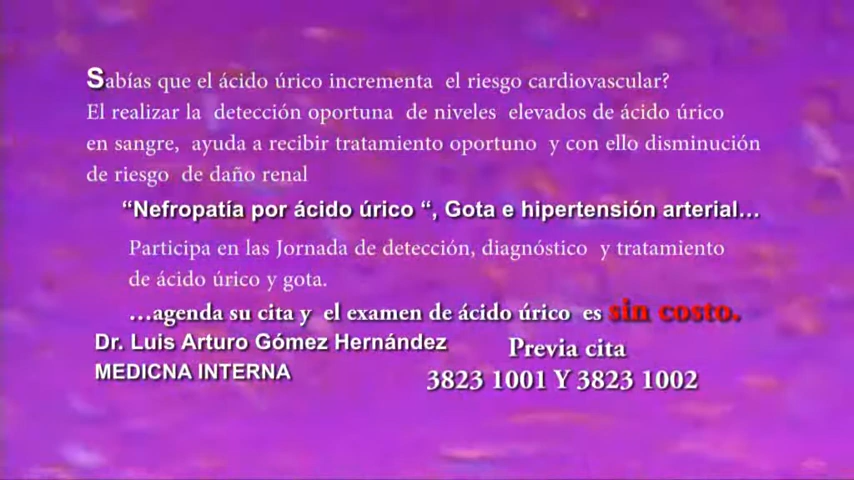 Sabías que el ácido úrico incrementa el riesgo cardiovascular?
El realizar la detección oportuna de niveles elevados de ácido úrico
en sangre, ayuda a recibir tratamiento oportuno y con ello disminución
de riesgo de daño renal
“Nefropatía por ácido úrico “, Gota e hipertensión arterial...
Participa en las Jornada de detección, diagnóstico y tratamiento
de ácido úrico y gota.
...agenda su cita y el examen de ácido úrico es sin costo.
Dr. Luis Arturo Gómez Hernández
MEDICNA INTERNA
Previa cita
3823 1001 Y 3823 1002